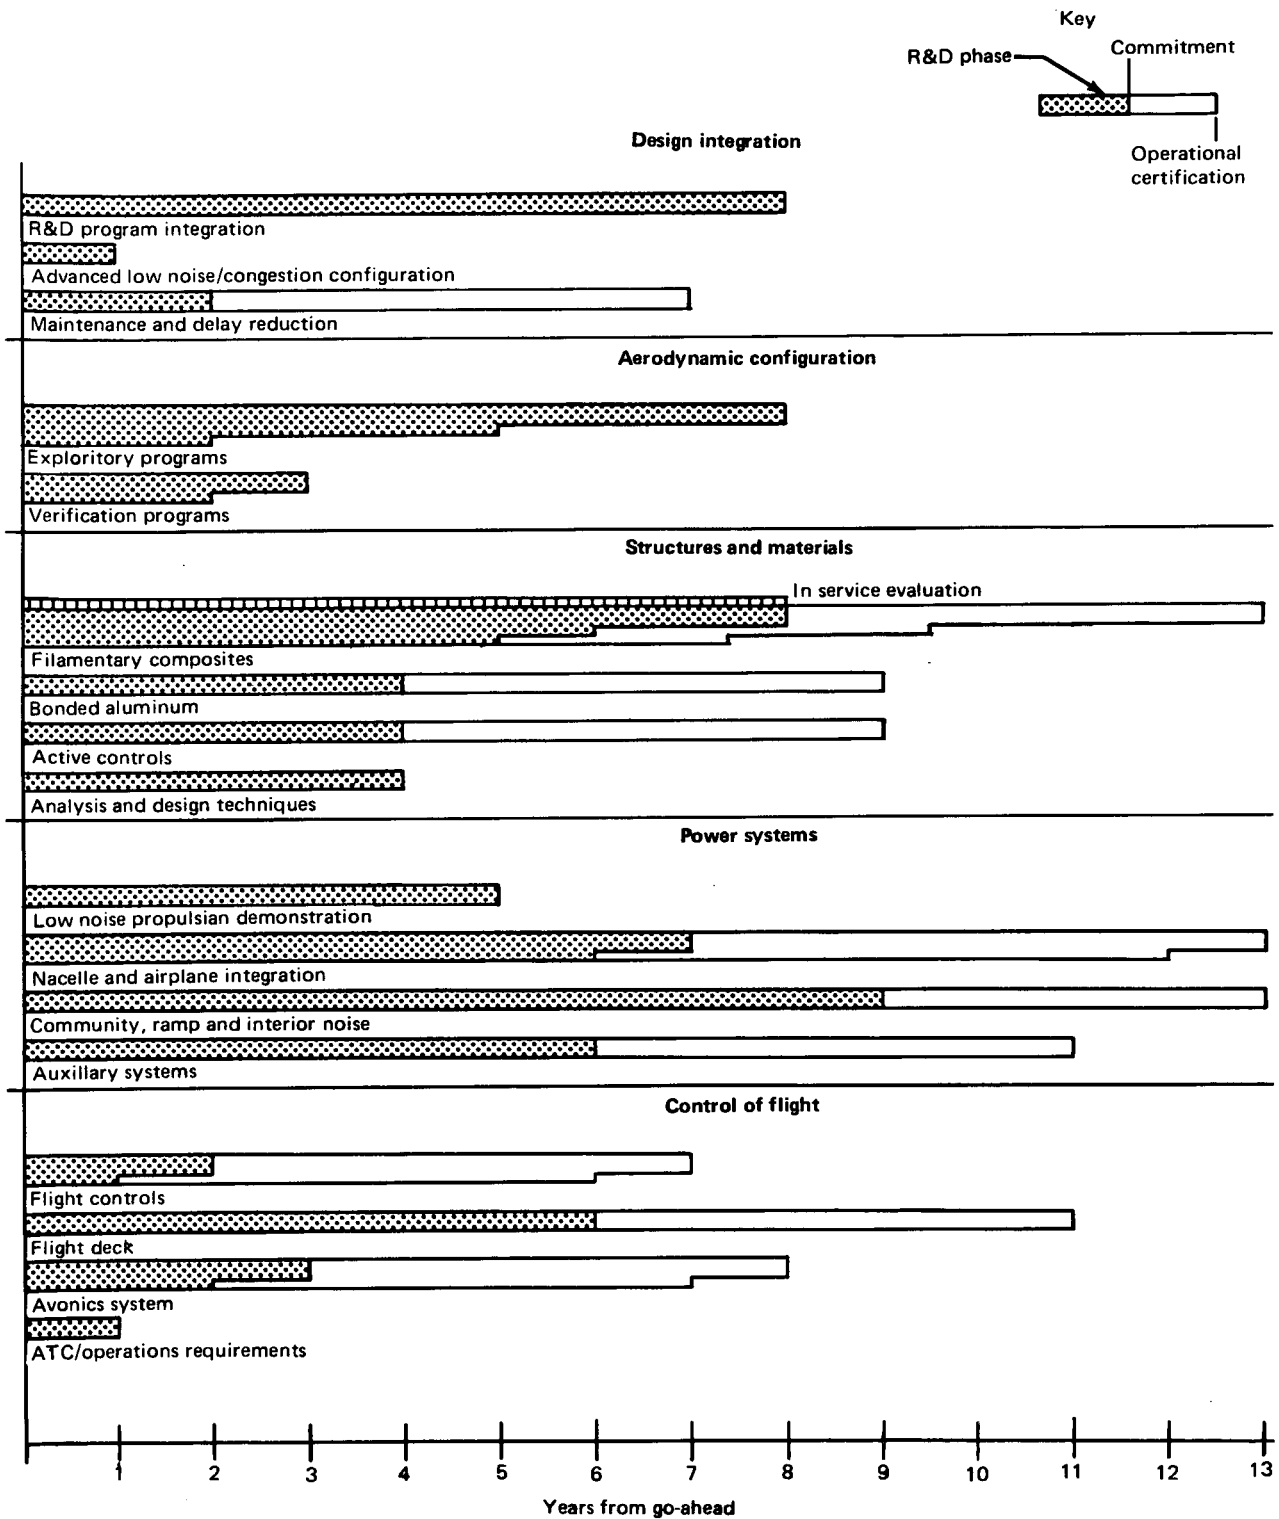 Key
R&D phase
Commitment
Operational
certification
Design integration
R&D program integration
Advanced low noise/congestion configuration
Maintenance and delay reduction
Aerodynamic configuration
Exploritory programs
Verification programs
Structures and materials
In service evaluation
Filamentary composites
Bonded aluminum
Active controls
Analysis and design techniques
Power systems
Low noise propulsian demonstration
Nacelle and airplane integration
Community, ramp and interior noise
Auxillary systems
Control of flight
Flight controls
Flight deck
Avonics system
ATC/operations requirements
1 2 3 4 5 6 7 8 9 10 11 12 13
Years from go-ahead